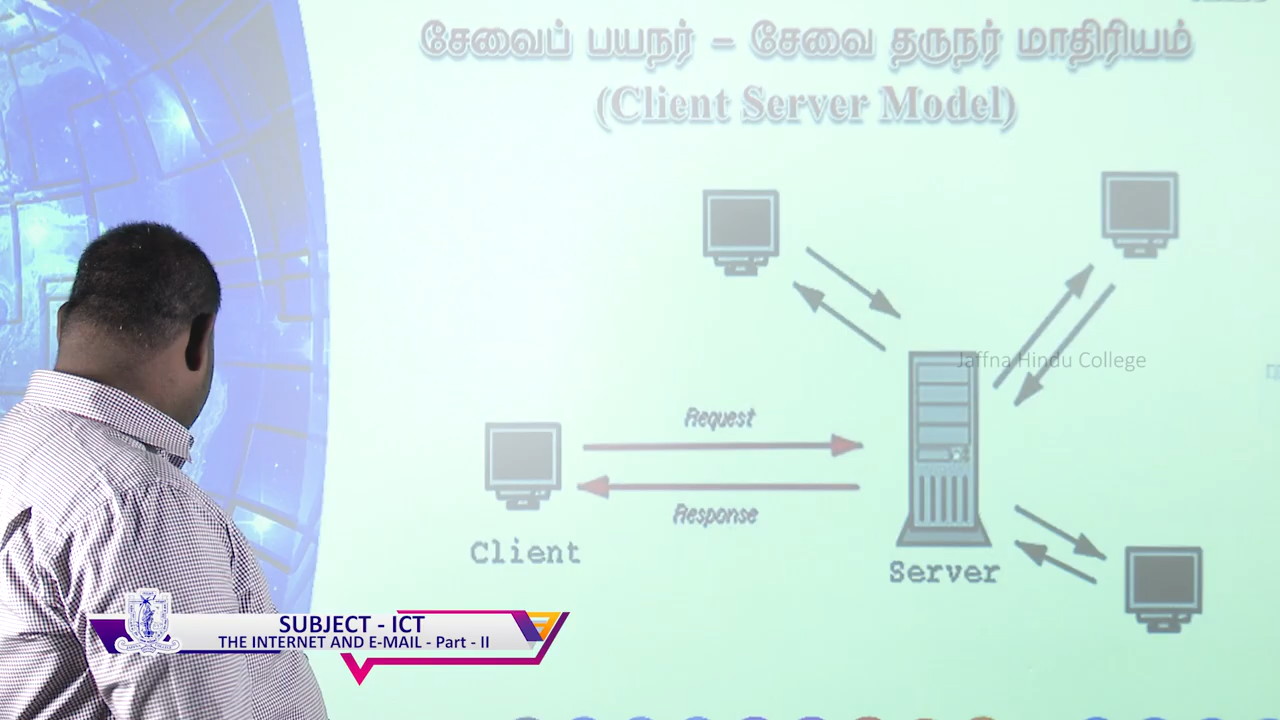 சேவைப் பயநர் – சேவை தருநர் மாதிரியம்
(Client Server Model)
Jaffna Hindu College
Request
Response
Client
Server
SUBJECT - ICT
THE INTERNET AND E-MAIL - Part - II